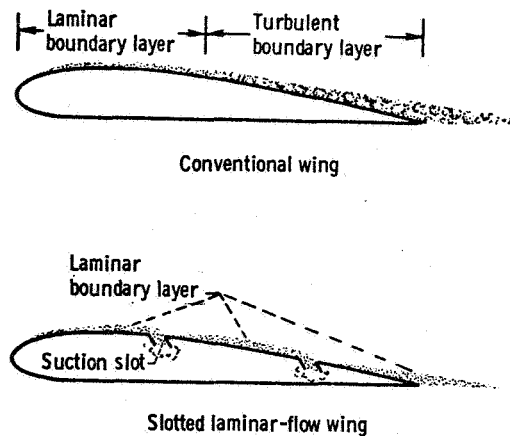 Laminar
boundary layer
Turbulent
boundary layer
Conventional wing
Laminar
boundary layer
Suction slot
Slotted laminar-flow wing